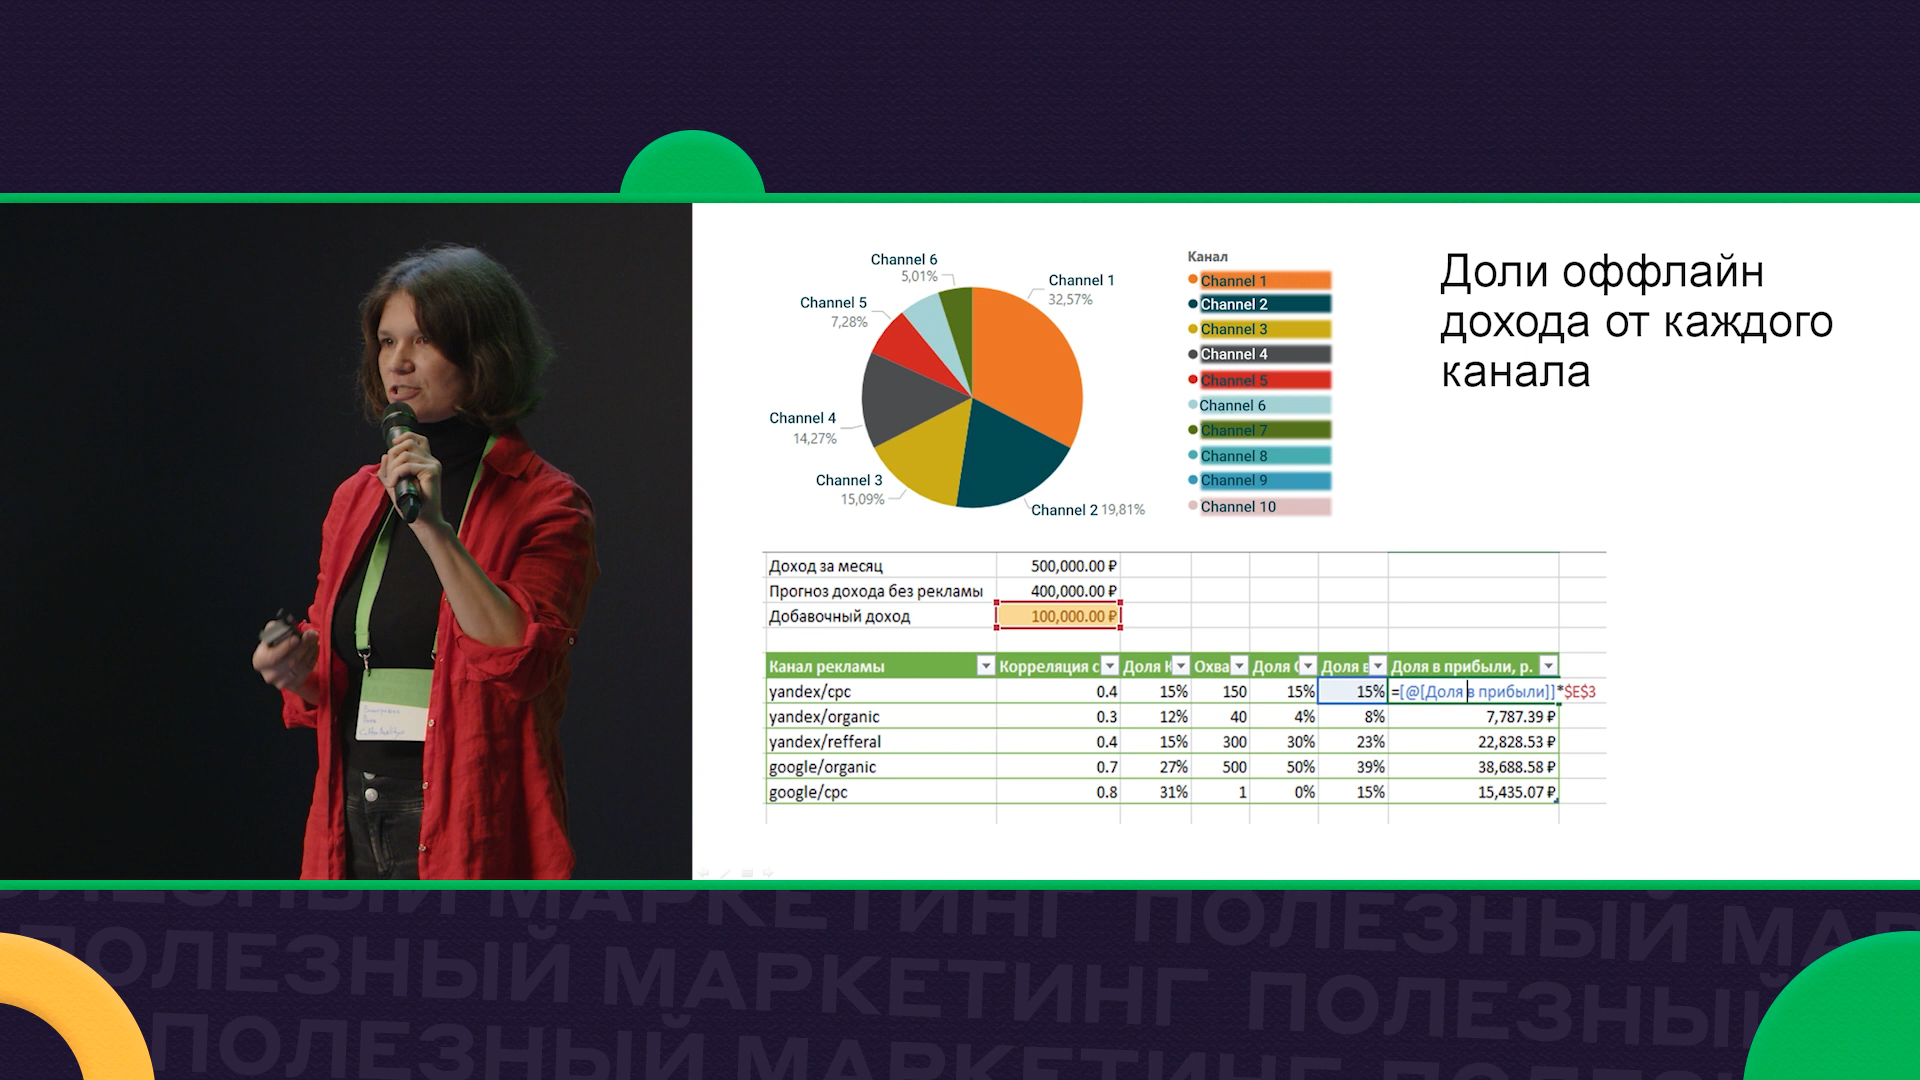 Channel 6
5,01%
Channel 1
32,57%
Channel 5
7,28%
Channel 4
14,27%
Channel 3
15,09%
Channel 2 19,81%
Канал
Channel 1
Channel 2
Channel 3
Channel 4
Channel 5
Channel 6
Channel 7
Channel 8
Channel 9
Channel 10
Доли оффлайн
дохода от каждого
канала
Доход за месяц 500,000.00 ₽
Прогноз дохода без рекламы 400,000.00 ₽
Добавочный доход 100,000.00 ₽
Канал рекламы Корреляция с Доля К Охва Доля Доля в Доля в прибыли, р.
yandex/cpc 0.4 15% 150 15% 15% =[@[Доля в прибыли]]*$E$3
yandex/organic 0.3 12% 40 4% 8% 7,787.39 ₽
yandex/refferal 0.4 15% 300 30% 23% 22,828.53 ₽
google/organic 0.7 27% 500 50% 39% 38,688.58 ₽
google/cpc 0.8 31% 1 0% 15% 15,435.07 ₽
ПОЛЕЗНЫЙ МАРКЕТИНГ ПОЛЕЗНЫЙ МАР
ПОЛЕЗНЫЙ МАРКЕТИНГ ПОЛЕЗНЫЙ
ПОЛЕЗНЫЙ МАРКЕТИНГ ПОЛЕЗ